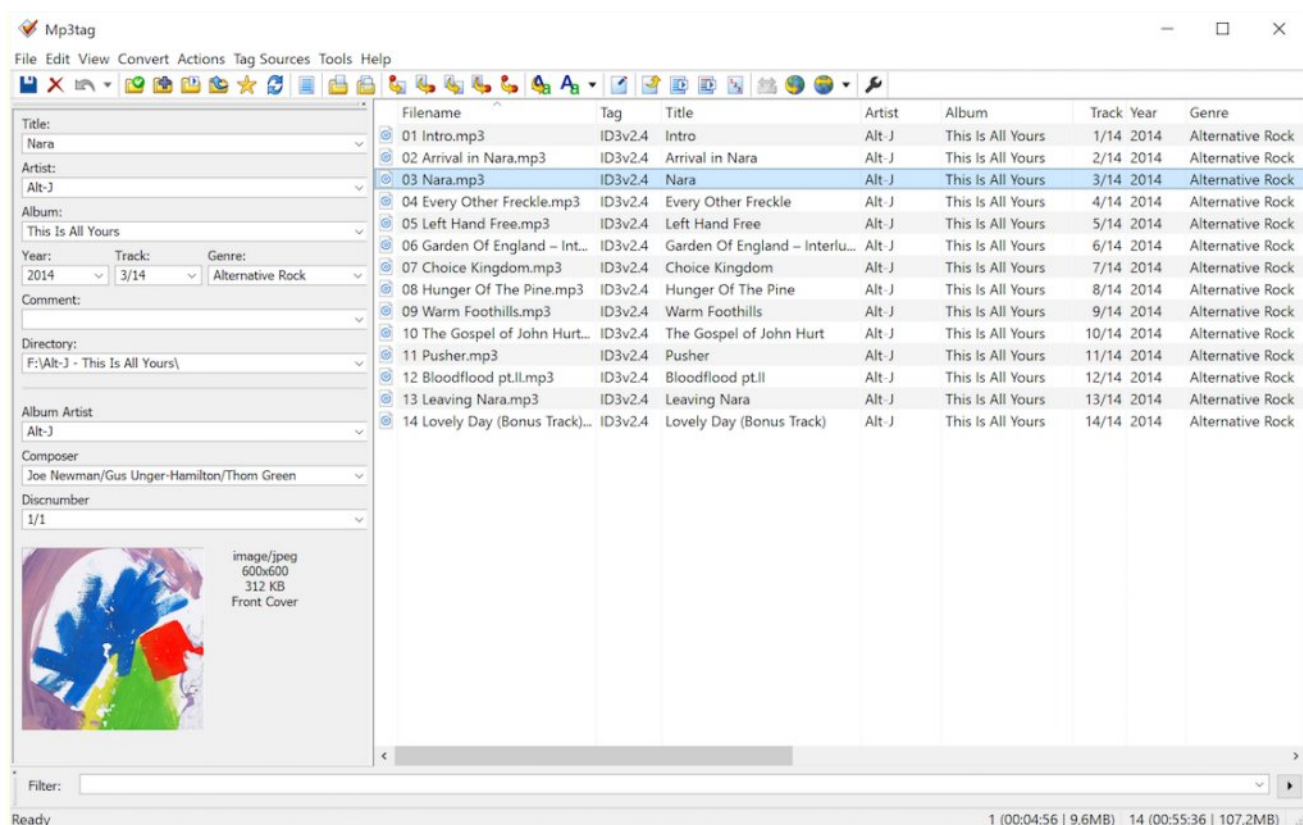 Mp3tag
File Edit View Convert Actions Tag Sources Tools Help
Title:
Nara
Artist:
Alt-J
Album:
This Is All Yours
Year: Track: Genre:
2014 3/14 Alternative Rock
Comment:
Directory:
F:\Alt-J - This Is All Yours\
Album Artist
Alt-J
Composer
Joe Newman/Gus Unger-Hamilton/Thom Green
Discnumber
1/1
image/jpeg
600x600
312 KB
Front Cover
Filename Tag Title Artist Album Track Year Genre
01 Intro.mp3 ID3v2.4 Intro Alt-J This Is All Yours 1/14 2014 Alternative Rock
02 Arrival in Nara.mp3 ID3v2.4 Arrival in Nara Alt-J This Is All Yours 2/14 2014 Alternative Rock
03 Nara.mp3 ID3v2.4 Nara Alt-J This Is All Yours 3/14 2014 Alternative Rock
04 Every Other Freckle.mp3 ID3v2.4 Every Other Freckle Alt-J This Is All Yours 4/14 2014 Alternative Rock
05 Left Hand Free.mp3 ID3v2.4 Left Hand Free Alt-J This Is All Yours 5/14 2014 Alternative Rock
06 Garden Of England – Int... ID3v2.4 Garden Of England – Interlu... Alt-J This Is All Yours 6/14 2014 Alternative Rock
07 Choice Kingdom.mp3 ID3v2.4 Choice Kingdom Alt-J This Is All Yours 7/14 2014 Alternative Rock
08 Hunger Of The Pine.mp3 ID3v2.4 Hunger Of The Pine Alt-J This Is All Yours 8/14 2014 Alternative Rock
09 Warm Foothills.mp3 ID3v2.4 Warm Foothills Alt-J This Is All Yours 9/14 2014 Alternative Rock
10 The Gospel of John Hurt... ID3v2.4 The Gospel of John Hurt Alt-J This Is All Yours 10/14 2014 Alternative Rock
11 Pusher.mp3 ID3v2.4 Pusher Alt-J This Is All Yours 11/14 2014 Alternative Rock
12 Bloodflood pt.II.mp3 ID3v2.4 Bloodflood pt.II Alt-J This Is All Yours 12/14 2014 Alternative Rock
13 Leaving Nara.mp3 ID3v2.4 Leaving Nara Alt-J This Is All Yours 13/14 2014 Alternative Rock
14 Lovely Day (Bonus Track)... ID3v2.4 Lovely Day (Bonus Track) Alt-J This Is All Yours 14/14 2014 Alternative Rock
Filter:
Ready 1 (00:04:56 | 9.6MB) 14 (00:55:36 | 107.2MB)